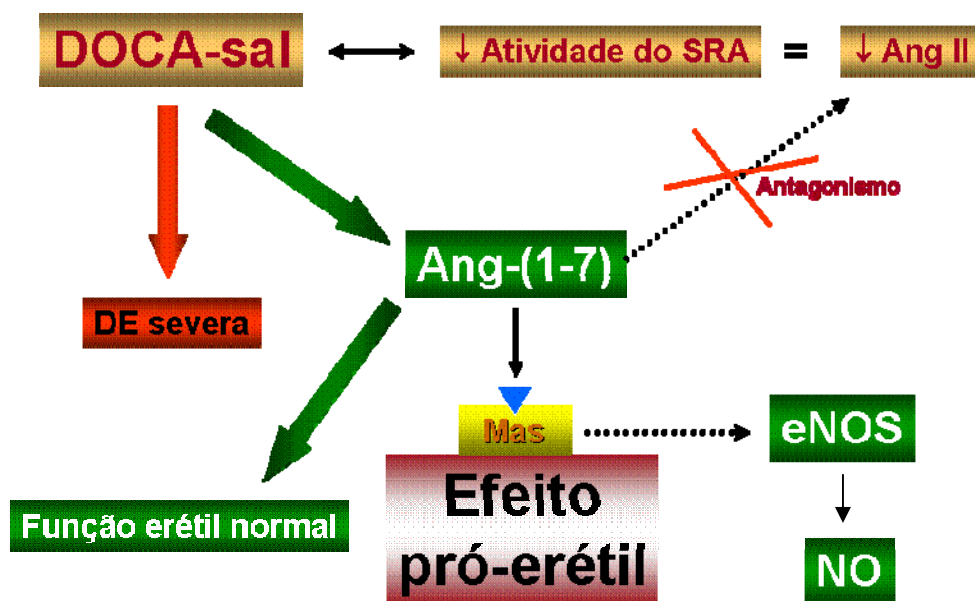 DOCA-sal
↓ Atividade do SRA
=
↓ Ang II
Antagonismo
Ang-(1-7)
DE severa
Mas
eNOS
Efeito
pró-erétil
Função erétil normal
NO